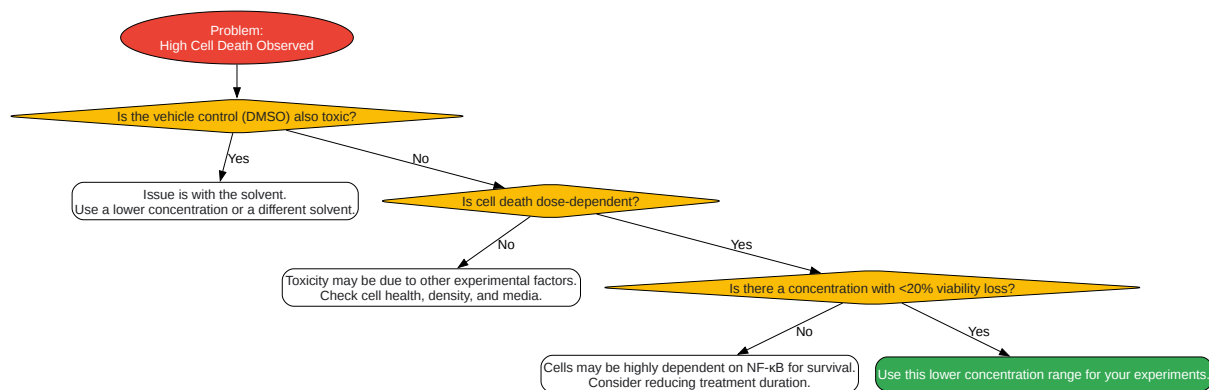 Problem:
High Cell Death Observed
Is the vehicle control (DMSO) also toxic?
Yes
No
Issue is with the solvent.
Use a lower concentration or a different solvent.
Is cell death dose-dependent?
No
Yes
Toxicity may be due to other experimental factors.
Check cell health, density, and media.
Is there a concentration with <20% viability loss?
No
Yes
Cells may be highly dependent on NF-κB for survival.
Consider reducing treatment duration.
Use this lower concentration range for your experiments.